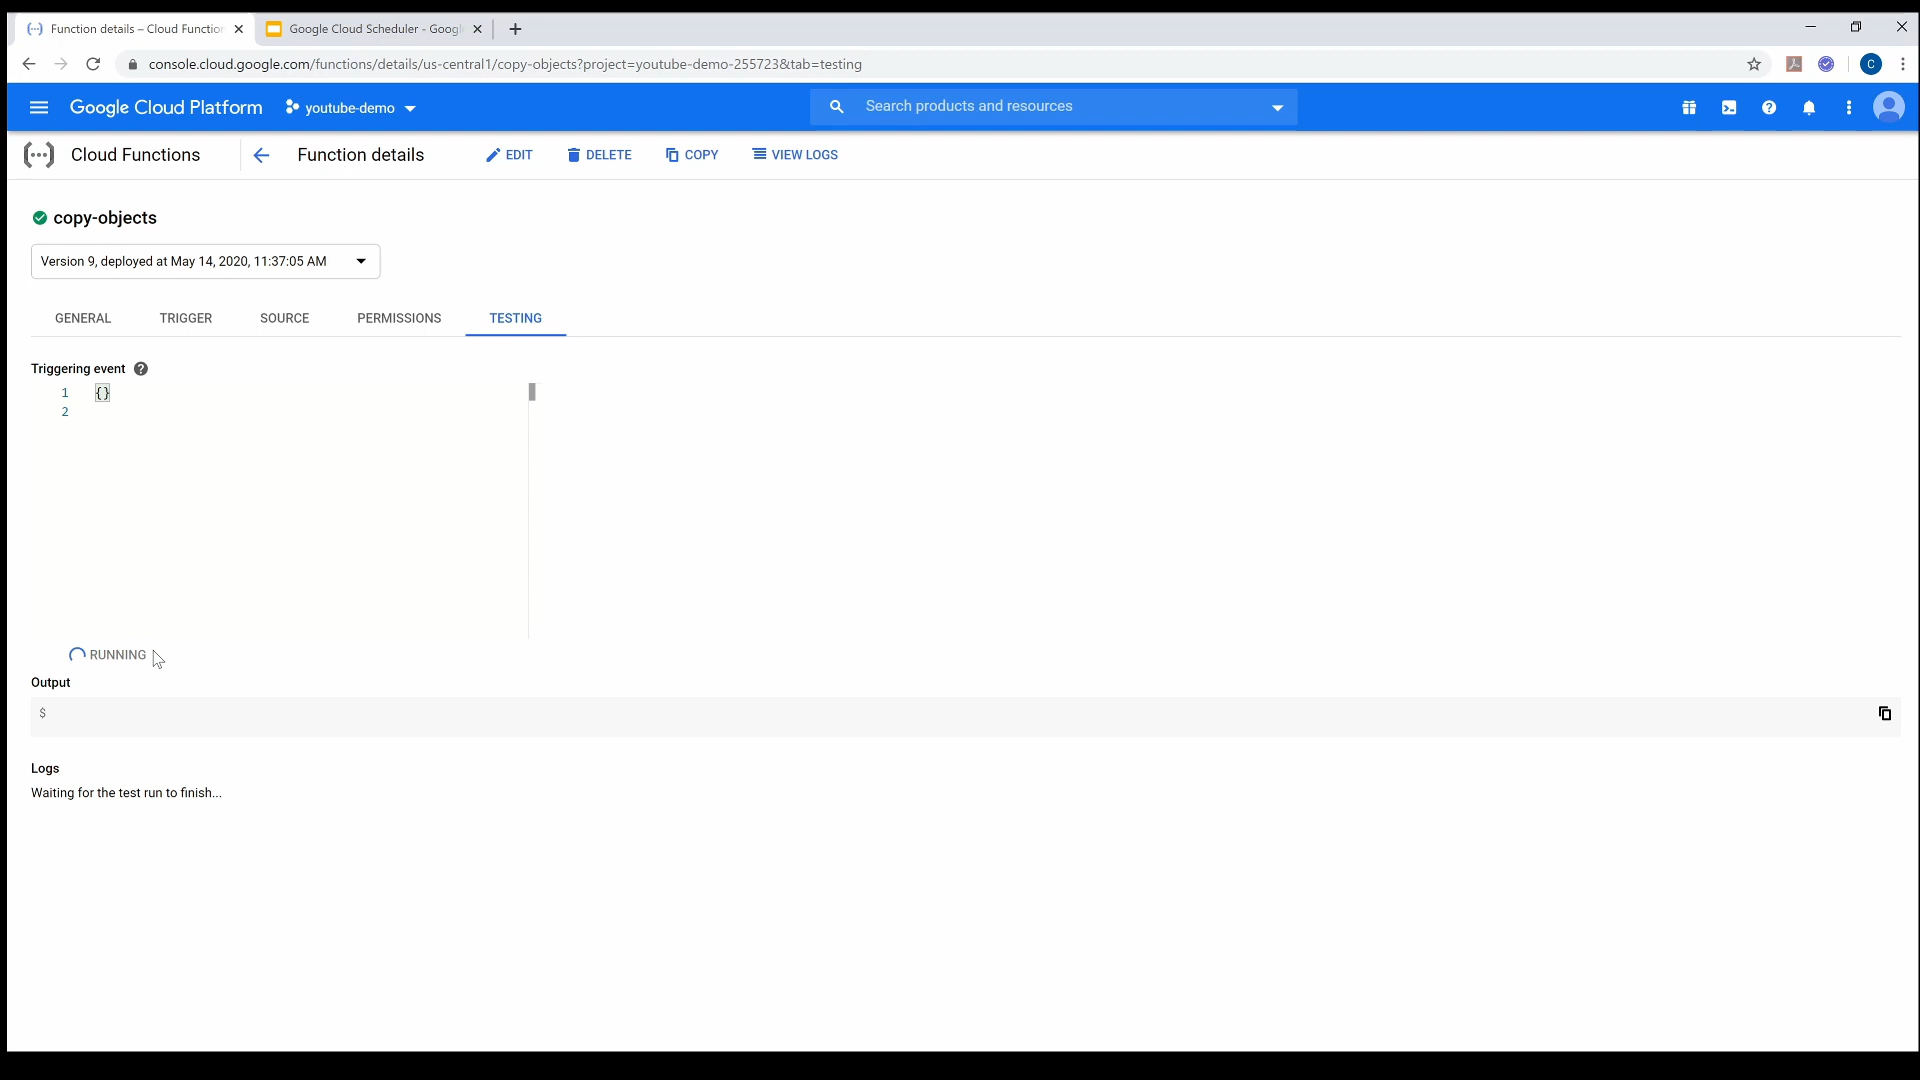 Function details – Cloud Function
Google Cloud Scheduler - Googl
console.cloud.google.com/functions/details/us-central1/copy-objects?project=youtube-demo-255723&tab=testing
C
Google Cloud Platform
youtube-demo
Search products and resources
Cloud Functions
Function details
EDIT
DELETE
COPY
VIEW LOGS
copy-objects
Version 9, deployed at May 14, 2020, 11:37:05 AM
GENERAL
TRIGGER
SOURCE
PERMISSIONS
TESTING
Triggering event
1 {}
2
RUNNING
Output
$
Logs
Waiting for the test run to finish...